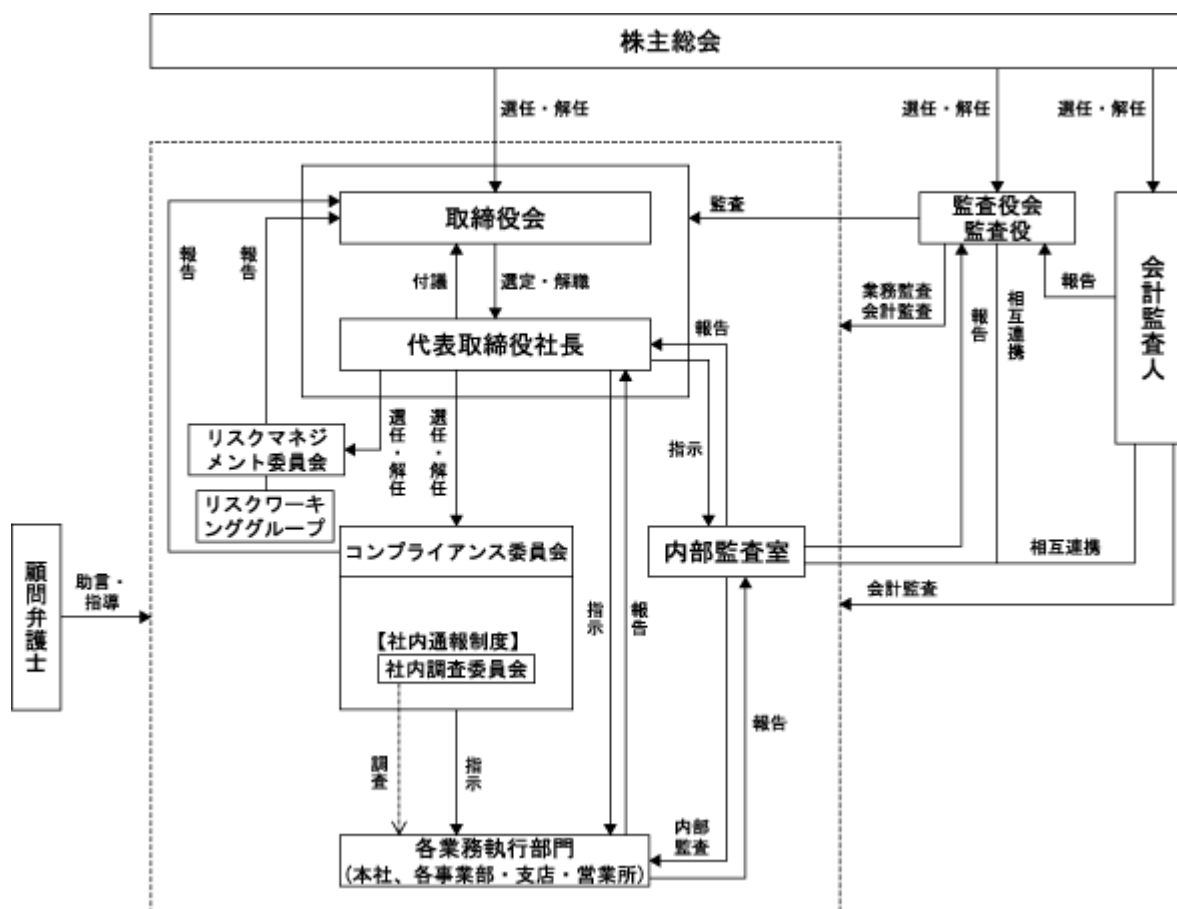 株主総会
選任・解任
選任・解任
選任・解任
取締役会
監査
監査役会
監査役
会計監査人
報告
報告
付議
選定・解職
業務監査
会計監査
報告
相互連携
報告
代表取締役社長
報告
選任・解任
選任・解任
指示
リスクマネジ
メント委員会
リスクワーキ
ンググループ
コンプライアンス委員会
内部監査室
相互連携
顧問弁護士
助言・
指導
会計監査
指示
報告
【社内通報制度】
社内調査委員会
報告
調査
指示
内部
監査
各業務執行部門
(本社、各事業部・支店・営業所)